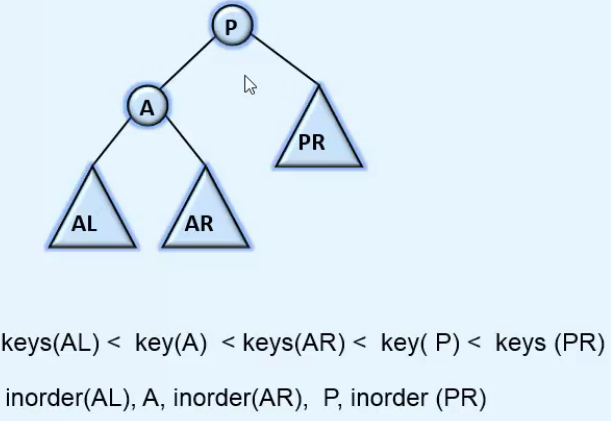 P
A
PR
AL
AR
keys(AL) < key(A) < keys(AR) < key( P) < keys (PR)
inorder(AL), A, inorder(AR), P, inorder (PR)